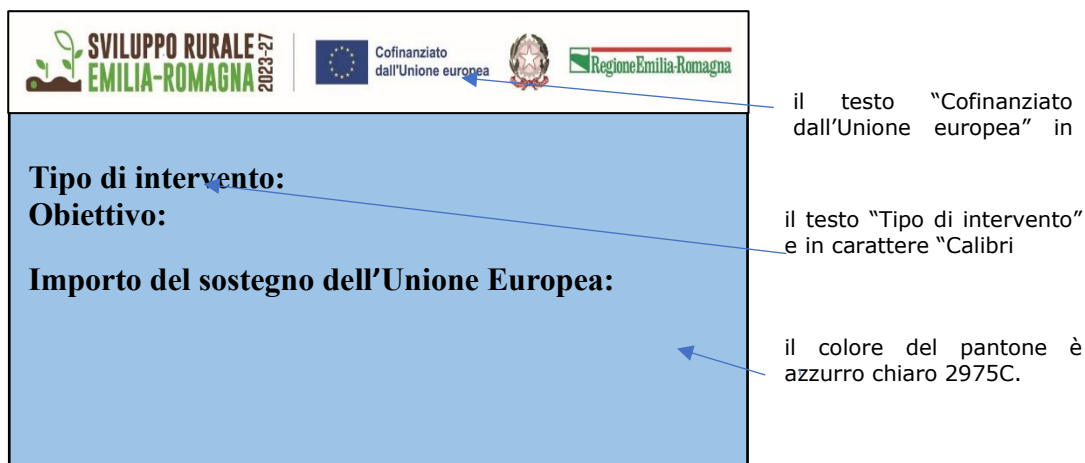 SVILUPPO RURALE
EMILIA-ROMAGNA
2023-27
Cofinanziato
dall'Unione europea
RegioneEmilia-Romagna
il testo “Cofinanziato
dall’Unione europea” in
Tipo di intervento:
Obiettivo:
il testo “Tipo di intervento”
e in carattere “Calibri
Importo del sostegno dell’Unione Europea:
il colore del pantone è
azzurro chiaro 2975C.